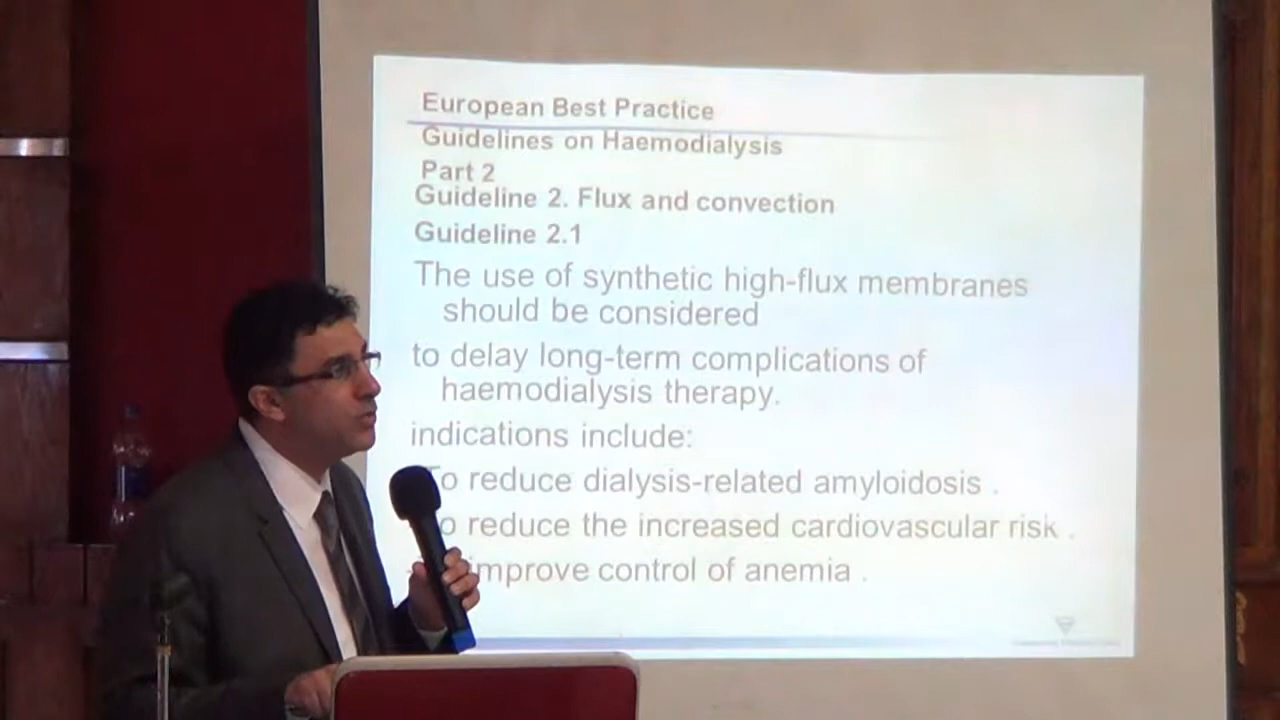 European Best Practice
Guidelines on Haemodialysis
Part 2
Guideline 2. Flux and convection
Guideline 2.1
The use of synthetic high-flux membranes
should be considered
to delay long-term complications of
haemodialysis therapy.
indications include:
To reduce dialysis-related amyloidosis .
o reduce the increased cardiovascular risk .
improve control of anemia .